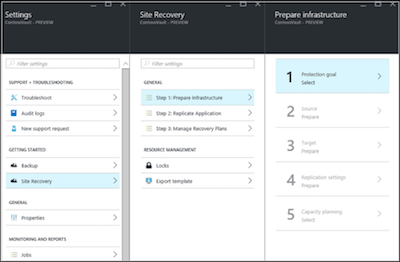 Settings
ContosoVault - PREVIEW
Filter settings
SUPPORT + TROUBLESHOOTING
Troubleshoot
Audit logs
New support request
GETTING STARTED
Backup
Site Recovery
GENERAL
Properties
MONITORING AND REPORTS
Jobs
Site Recovery
ContosoVault - PREVIEW
Filter settings
GENERAL
Step 1: Prepare Infrastructure
Step 2: Replicate Application
Step 3: Manage Recovery Plans
RESOURCE MANAGEMENT
Locks
Export template
Prepare infrastructure
ContosoVault - PREVIEW
1 Protection goal
Select
2 Source
Prepare
3 Target
Prepare
4 Replication settings
Prepare
5 Capacity planning
Select